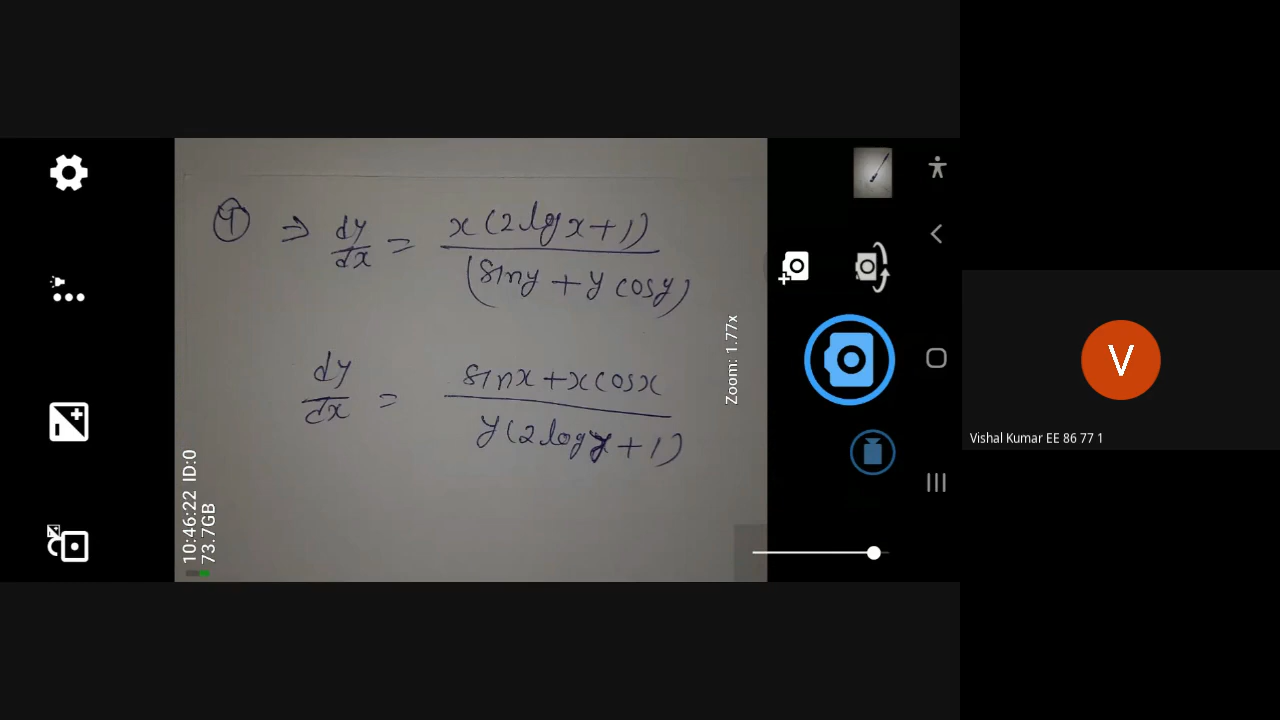 ④ ⇒ dy/dx = x(2logx+1)/(siny + y cosy)
dy/dx = sinx+xcosx/y(2logy+1)
Zoom: 1.77x
10:46:22 ID:0
73.7GB
V
Vishal Kumar EE 86 77 1